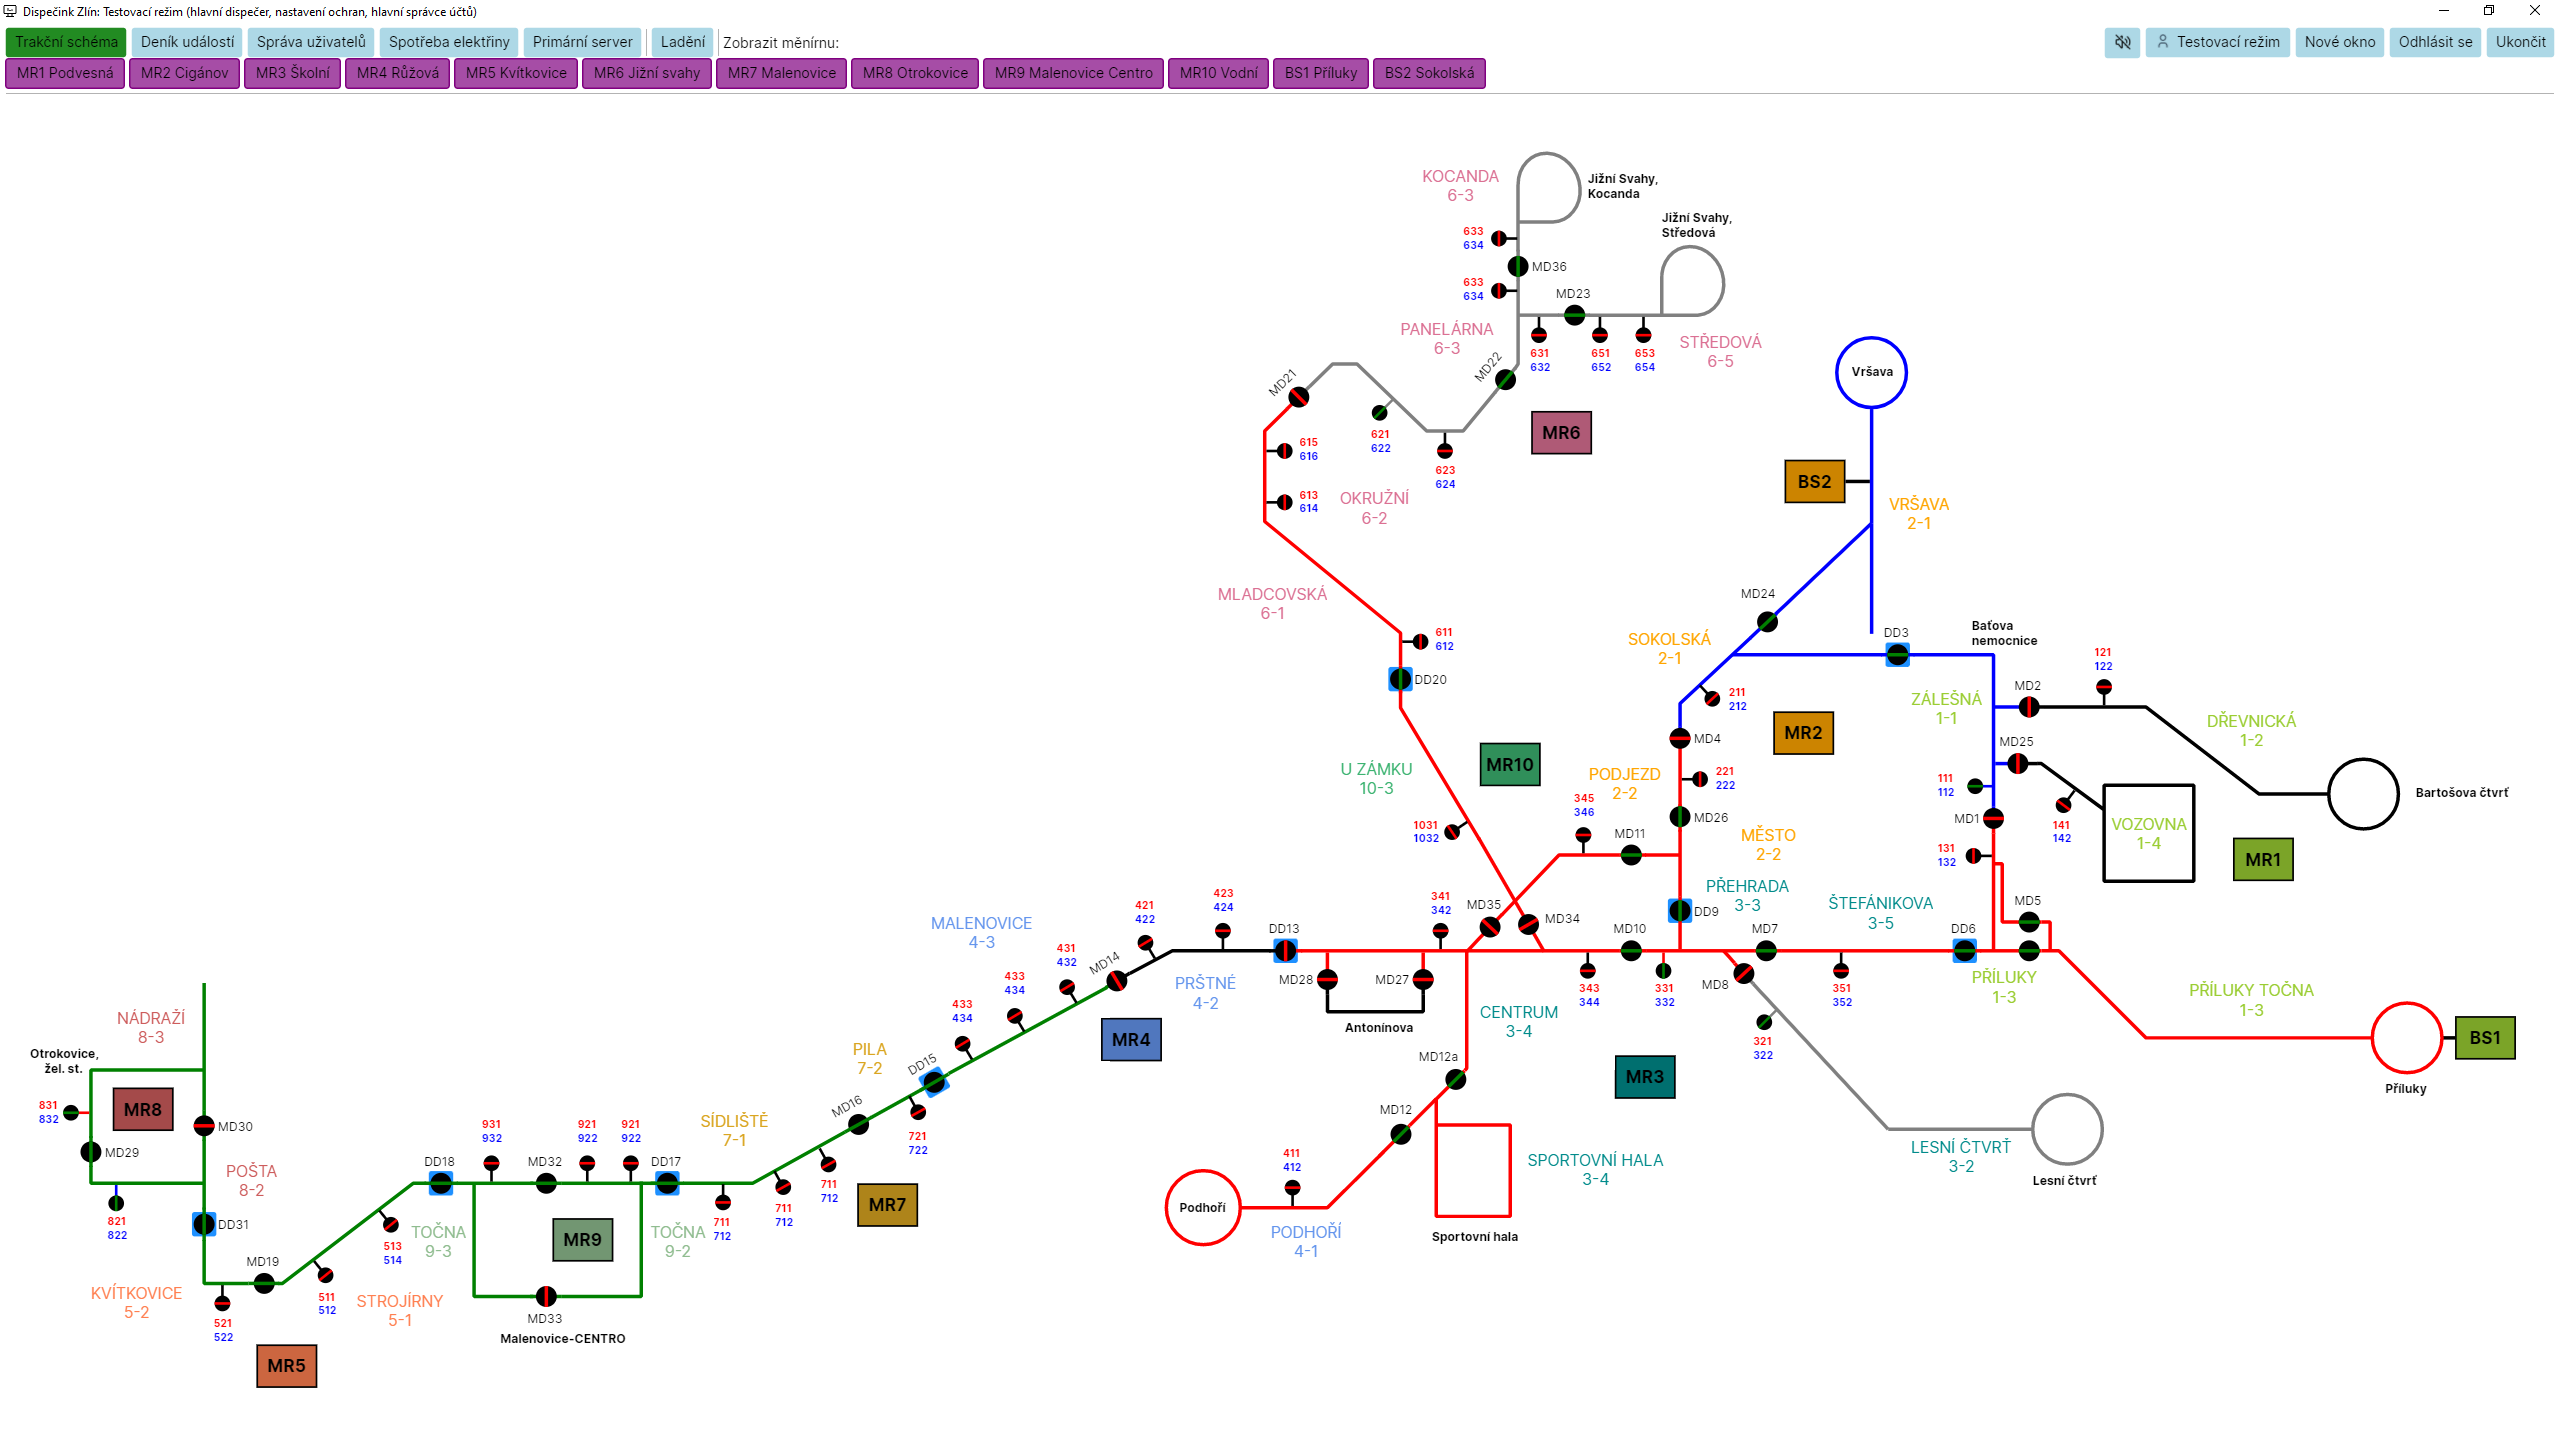 Dispečink Zlín: Testovací režim (hlavní dispečer, nastavení ochran, hlavní správce účtů)
Trakční schéma Deník událostí Správa uživatelů Spotřeba elektřiny Primární server Ladění Zobrazit měnírnu: Testovací režim Nové okno Odhlásit se Ukončit
MR1 Podvesná MR2 Cigánov MR3 Školní MR4 Růžová MR5 Kvítkovice MR6 Jižní svahy MR7 Malenovice MR8 Otrokovice MR9 Malenovice Centro MR10 Vodní BS1 Příluky BS2 Sokolská
KOCANDA
6-3
Jižní Svahy,
Kocanda
Jižní Svahy,
Středová
633
634
MD36
633
634
MD23
PANELÁRNA
6-3
631
632
651
652
653
654
STŘEDOVÁ
6-5
MD22
MD21
MR6
621
622
623
624
615
616
613
614
OKRUŽNÍ
6-2
Vršava
BS2
VRŠAVA
2-1
MLADCOVSKÁ
6-1
MD24
611
612
DD20
SOKOLSKÁ
2-1
DD3
Baťova
nemocnice
121
122
211
212
ZÁLEŠNÁ
1-1
MD2
DŘEVNICKÁ
1-2
MD4
MR2
MD25
MR10
U ZÁMKU
10-3
PODJEZD
2-2
221
222
111
112
Bartošova čtvrť
345
346
MD26
MD1
141
142
VOZOVNA
1-4
1031
1032
MD11
MĚSTO
2-2
131
132
MR1
PŘEHRADA
3-3
ŠTEFÁNIKOVA
3-5
423
424
341
342
MD35
MD34
DD9
MD5
421
422
MALENOVICE
4-3
DD13
MD10
MD7
DD6
431
432
MD14
433
434
433
434
PRŠTNÉ
4-2
MD28
MD27
343
344
331
332
MD8
351
352
PŘÍLUKY
1-3
PŘÍLUKY TOČNA
1-3
NÁDRAŽÍ
8-3
Antonínova
CENTRUM
3-4
MR4
321
322
BS1
Příluky
Otrokovice,
žel. st.
PILA
7-2
DD15
MD12a
MR3
MR8
831
832
MD30
MD16
MD12
MD29
931
932
921
922
921
922
SÍDLIŠTĚ
7-1
721
722
411
412
LESNÍ ČTVRŤ
3-2
Lesní čtvrť
POŠTA
8-2
DD18
MD32
DD17
SPORTOVNÍ HALA
3-4
821
822
DD31
TOČNA
9-3
MR9
TOČNA
9-2
711
712
711
712
711
712
MR7
Podhoří
PODHOŘÍ
4-1
Sportovní hala
513
514
MD19
KVÍTKOVICE
5-2
511
512
STROJÍRNY
5-1
521
522
MD33
Malenovice-CENTRO
MR5